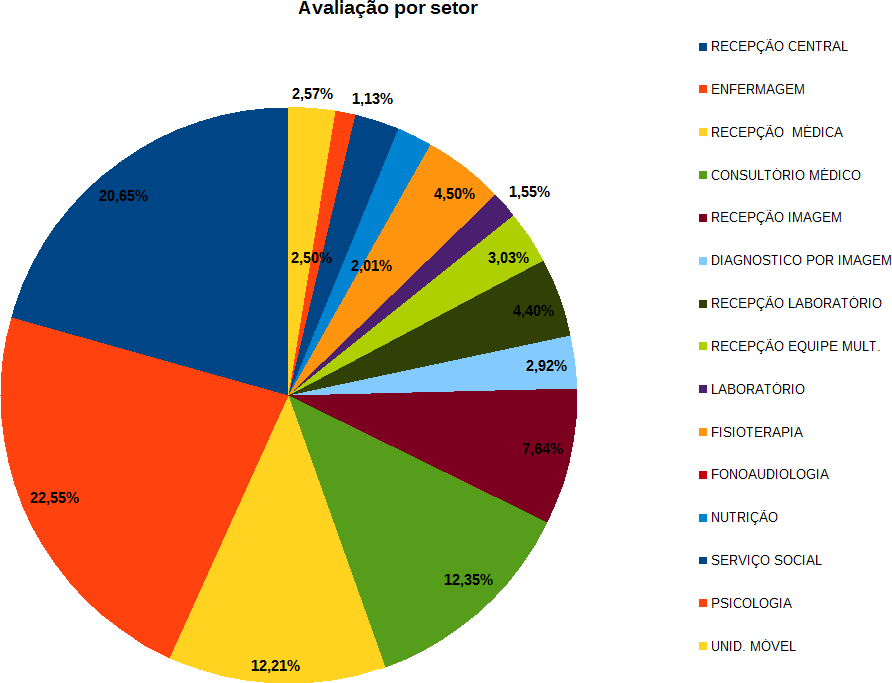 Avaliação por setor
2,57%
1,13%
20,65%
4,50%
1,55%
2,50%
2,01%
3,03%
4,40%
2,92%
7,64%
22,55%
12,35%
12,21%
RECEPÇÃO CENTRAL
ENFERMAGEM
RECEPÇÃO  MÉDICA
CONSULTÓRIO MÉDICO
RECEPÇÃO IMAGEM
DIAGNOSTICO POR IMAGEM
RECEPÇÃO LABORATÓRIO
RECEPÇÃO EQUIPE MULT.
LABORATÓRIO
FISIOTERAPIA
FONOAUDIOLOGIA
NUTRIÇÃO
SERVIÇO SOCIAL
PSICOLOGIA
UNID. MÓVEL